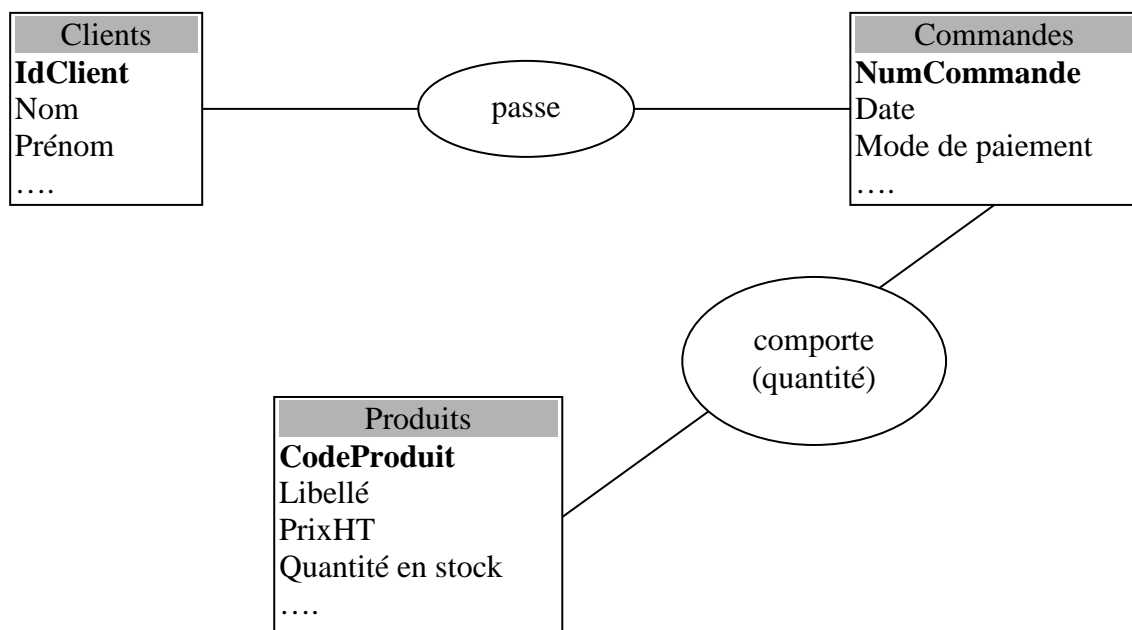 Clients
IdClient
Nom
Prénom
….
passe
Commandes
NumCommande
Date
Mode de paiement
….
comporte
(quantité)
Produits
CodeProduit
Libellé
PrixHT
Quantité en stock
….